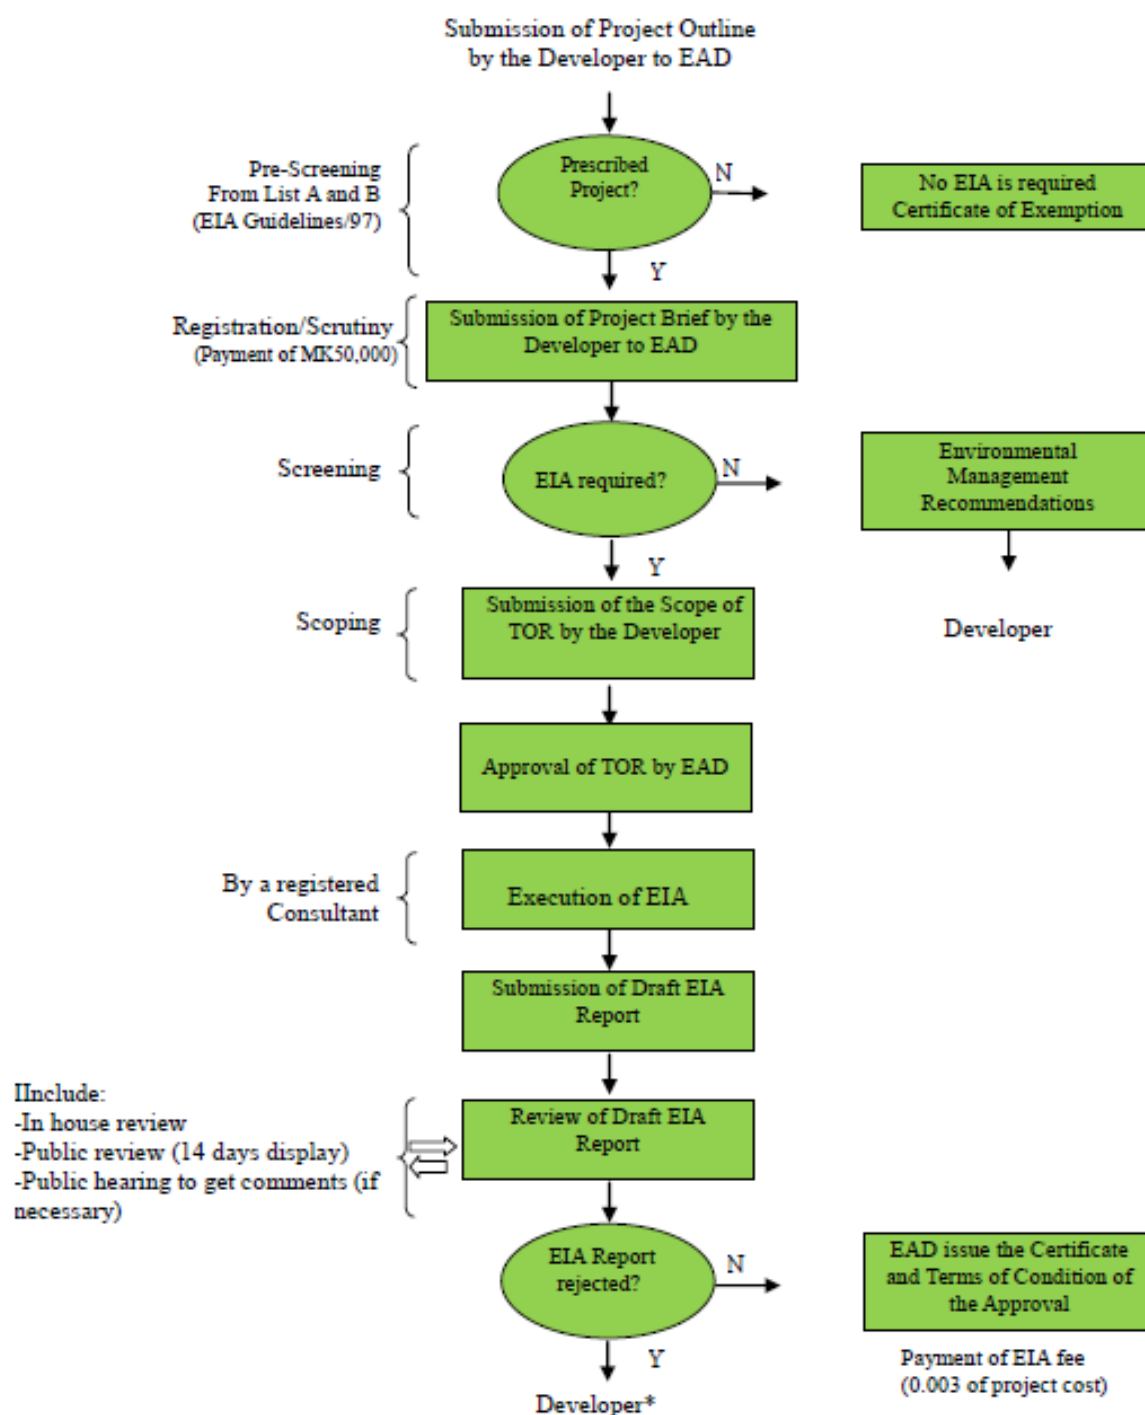 Submission of Project Outline
by the Developer to EAD
Pre-Screening
From List A and B
(EIA Guidelines/97)
Prescribed
Project?
N
No EIA is required
Certificate of Exemption
Y
Registration/Scrutiny
(Payment of MK50,000)
Submission of Project Brief by the
Developer to EAD
Screening
EIA required?
N
Environmental
Management
Recommendations
Y
Developer
Scoping
Submission of the Scope of
TOR by the Developer
Approval of TOR by EAD
By a registered
Consultant
Execution of EIA
Submission of Draft EIA
Report
IInclude:
-In house review
-Public review (14 days display)
-Public hearing to get comments (if
necessary)
Review of Draft EIA
Report
EIA Report
rejected?
N
EAD issue the Certificate
and Terms of Condition of
the Approval
Payment of EIA fee
(0.003 of project cost)
Y
Developer*